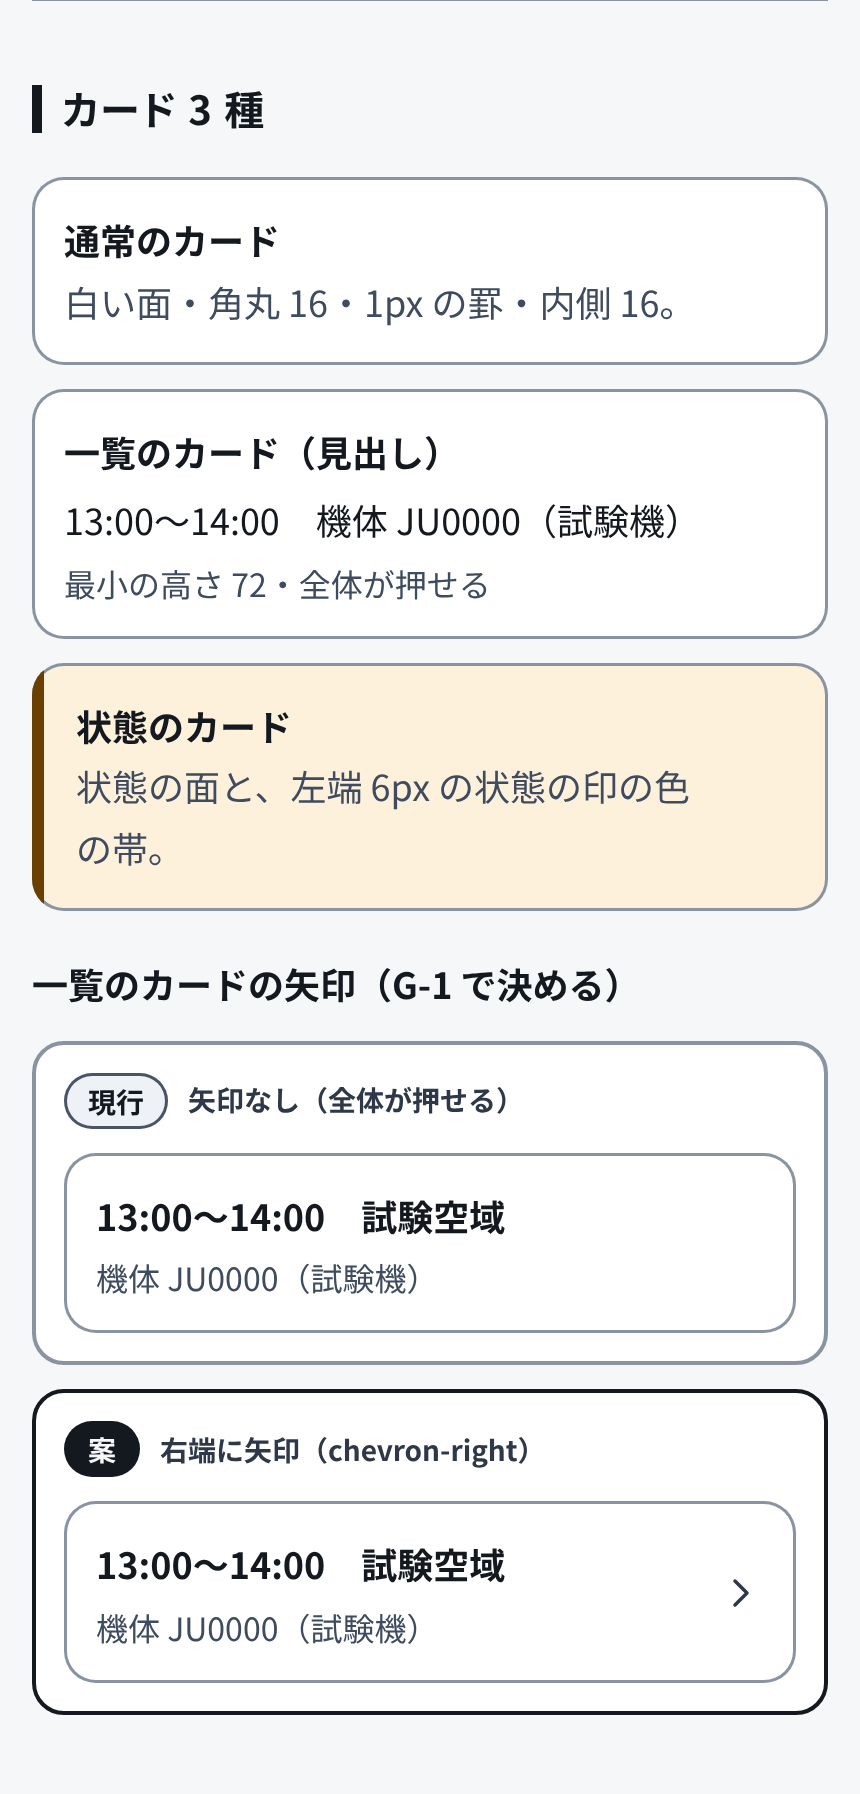 カード 3 種
通常のカード
白い面・角丸 16・1px の罫・内側 16。
一覧のカード（見出し）
13:00〜14:00　機体 JU0000（試験機）
最小の高さ 72・全体が押せる
状態のカード
状態の面と、左端 6px の状態の印の色
の帯。
一覧のカードの矢印（G-1 で決める）
現行　矢印なし（全体が押せる）
13:00〜14:00　試験空域
機体 JU0000（試験機）
案　右端に矢印（chevron-right）
13:00〜14:00　試験空域
機体 JU0000（試験機）